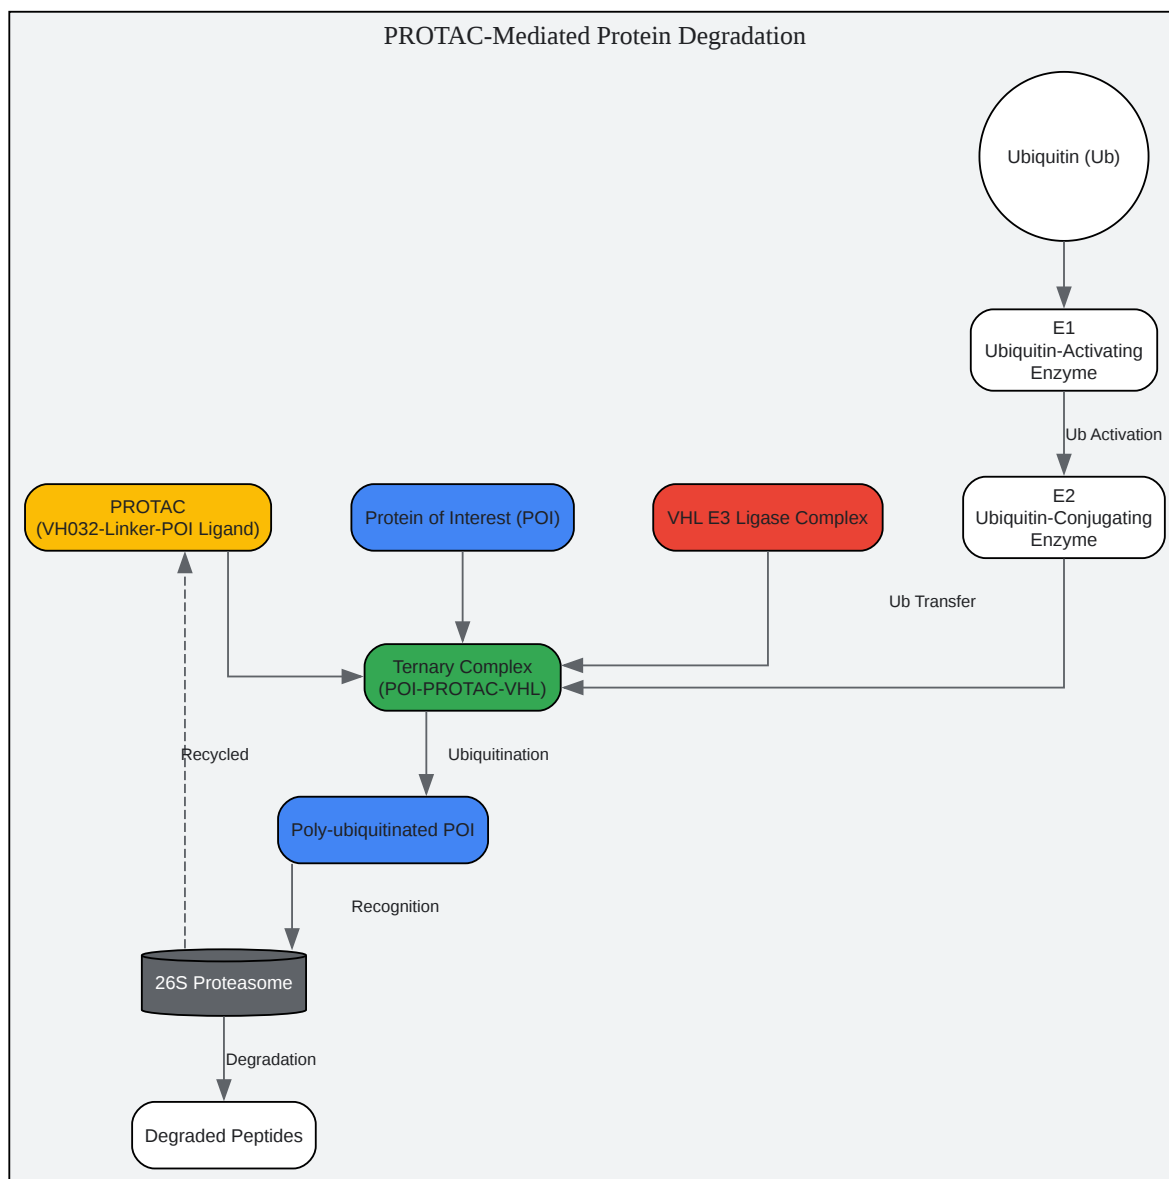 PROTAC-Mediated Protein Degradation
Ubiquitin (Ub)
E1
Ubiquitin-Activating
Enzyme
Ub Activation
PROTAC
(VH032-Linker-POI Ligand)
Protein of Interest (POI)
VHL E3 Ligase Complex
E2
Ubiquitin-Conjugating
Enzyme
Ub Transfer
Ternary Complex
(POI-PROTAC-VHL)
Recycled
Ubiquitination
Poly-ubiquitinated POI
Recognition
26S Proteasome
Degradation
Degraded Peptides